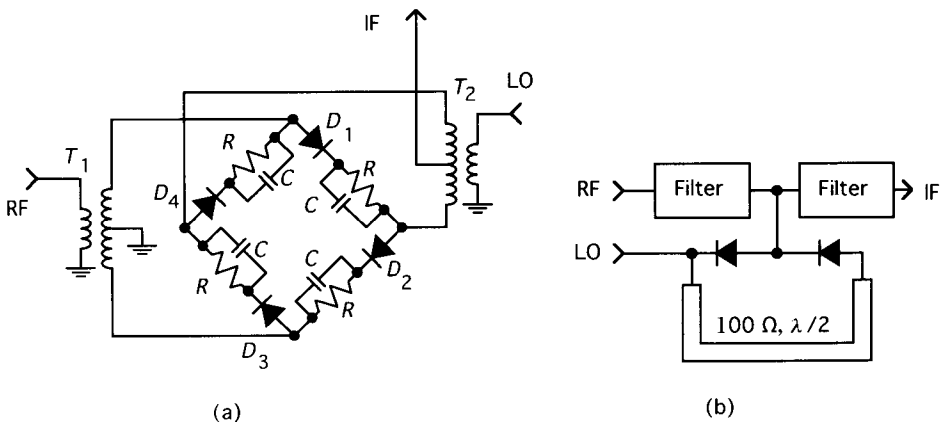 IF
LO
T2
D1
R
R
T1
C
C
RF
D4
C
C
D2
R
R
D3
(a)
RF
Filter
Filter
IF
LO
100 Ω, λ/2
(b)